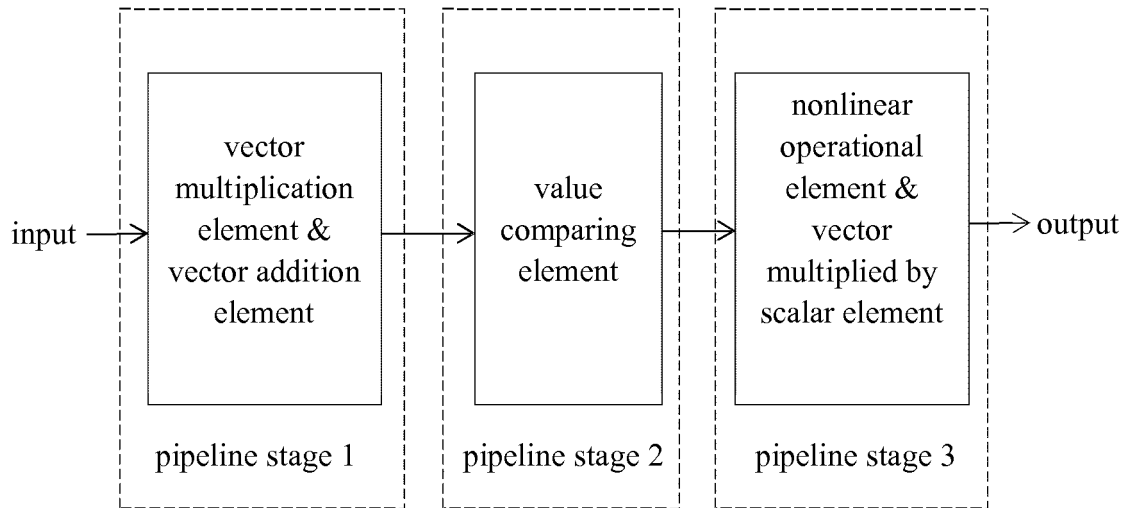 input
vector
multiplication
element &
vector addition
element
pipeline stage 1
value
comparing
element
pipeline stage 2
nonlinear
operational
element &
vector
multiplied by
scalar element
pipeline stage 3
output